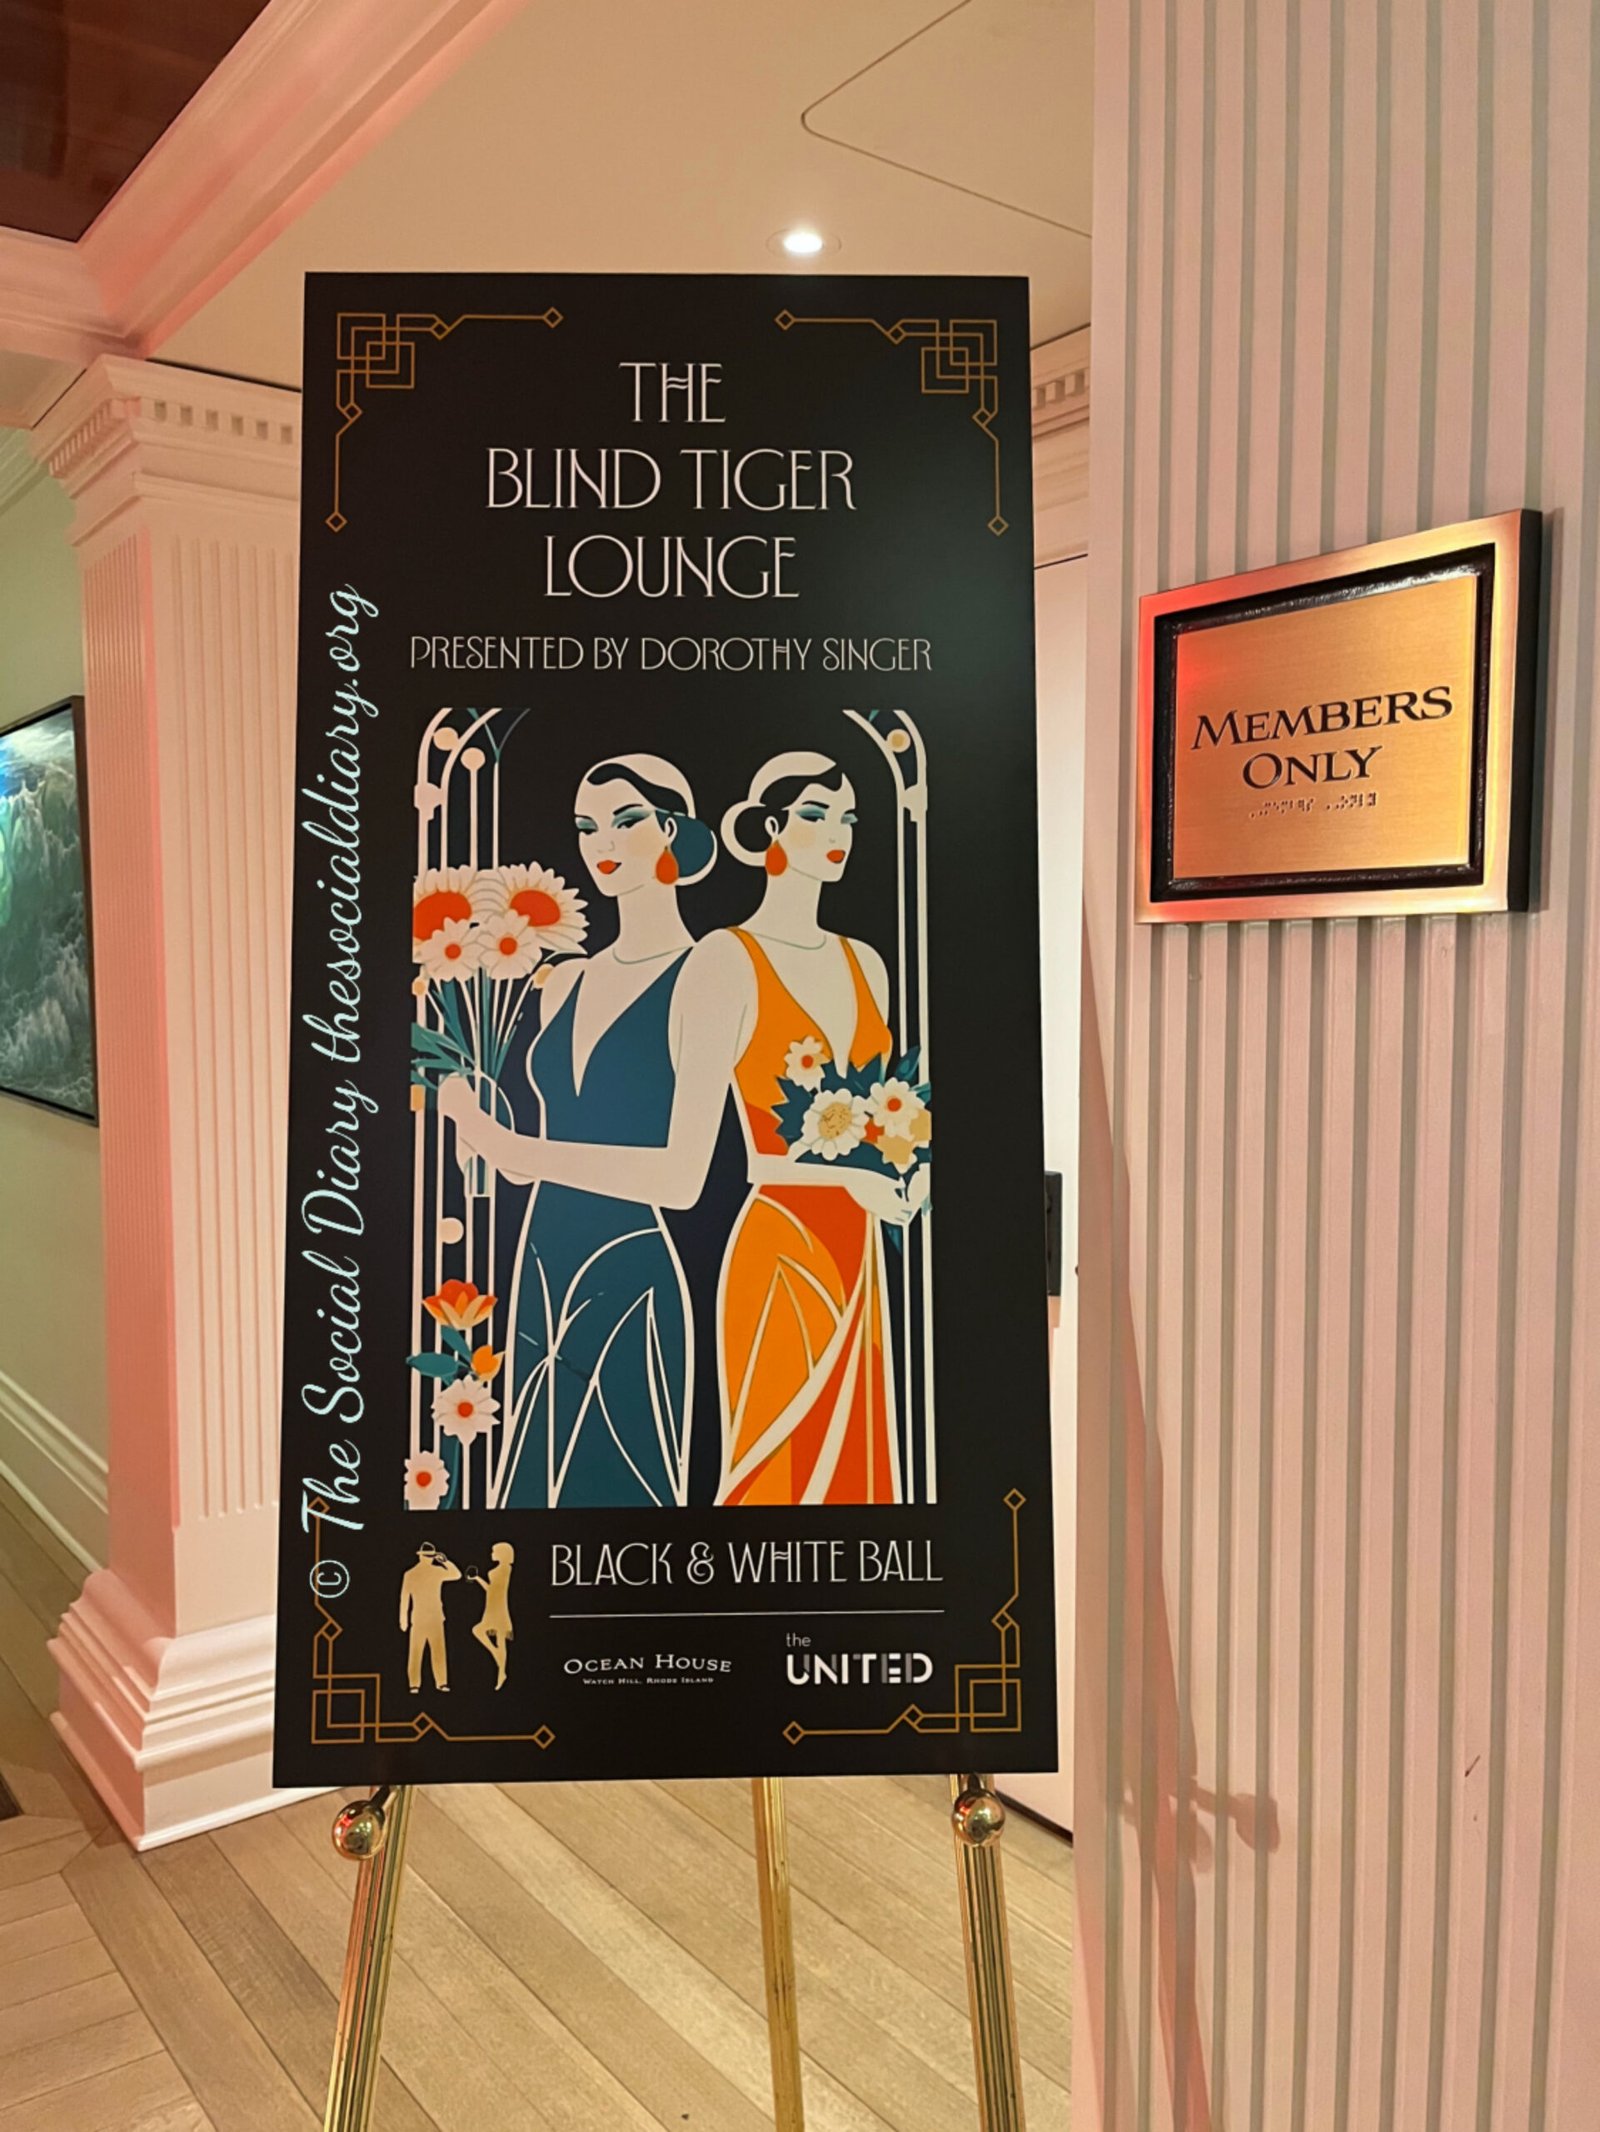 THE
BLIND TIGER
LOUNGE
PRESENTED BY DOROTHY SINGER
BLACK & WHITE BALL
OCEAN HOUSE
WATCH HILL, RHODE ISLAND
the
UNITED
MEMBERS
ONLY
© The Social Diary thesocialdiary.org